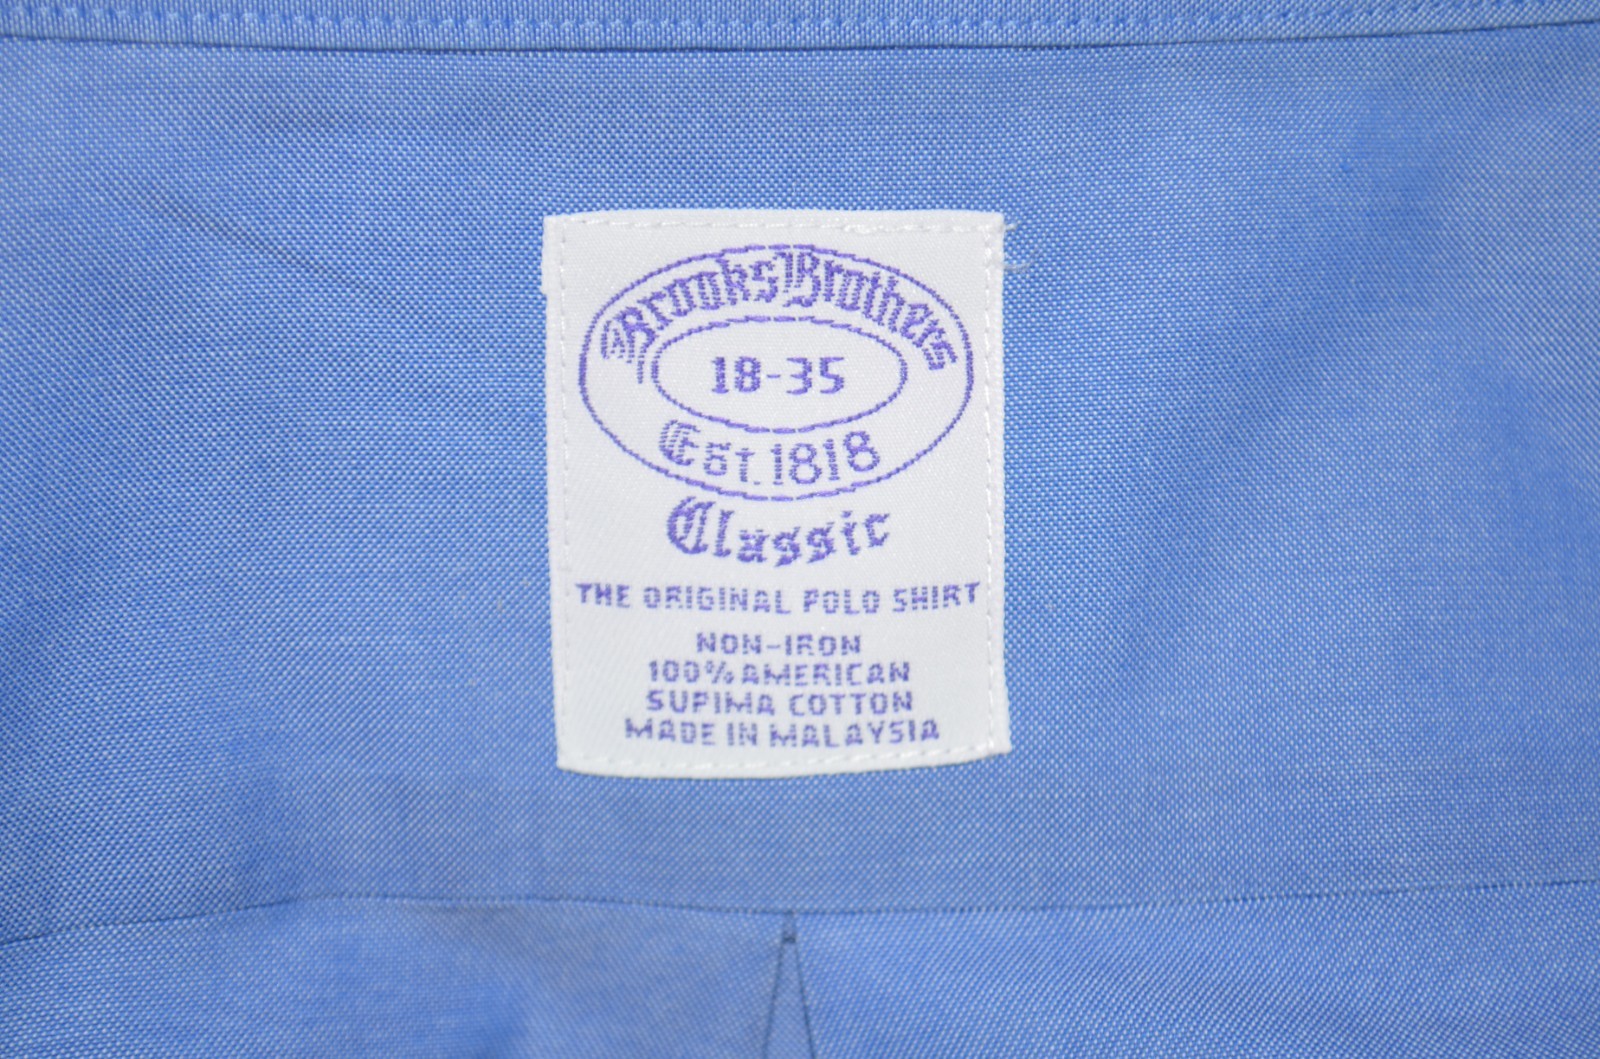 Brooks Brothers
18-35
Est. 1818
Classic
THE ORIGINAL POLO SHIRT
NON-IRON
100% AMERICAN
SUPIMA COTTON
MADE IN MALAYSIA